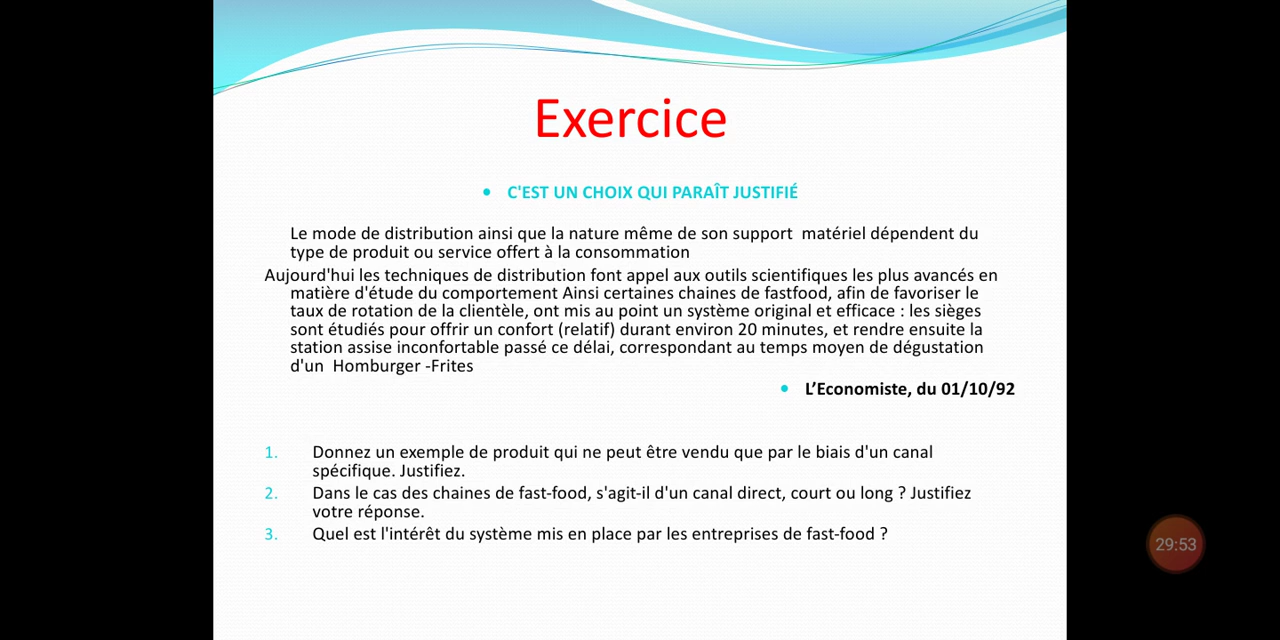 Exercice
• C'EST UN CHOIX QUI PARAÎT JUSTIFIÉ
Le mode de distribution ainsi que la nature même de son support matériel dépendent du
type de produit ou service offert à la consommation
Aujourd'hui les techniques de distribution font appel aux outils scientifiques les plus avancés en
matière d'étude du comportement Ainsi certaines chaines de fastfood, afin de favoriser le
taux de rotation de la clientèle, ont mis au point un système original et efficace : les sièges
sont étudiés pour offrir un confort (relatif) durant environ 20 minutes, et rendre ensuite la
station assise inconfortable passé ce délai, correspondant au temps moyen de dégustation
d'un Homburger -Frites
• L'Economiste, du 01/10/92
1. Donnez un exemple de produit qui ne peut être vendu que par le biais d'un canal
spécifique. Justifiez.
2. Dans le cas des chaines de fast-food, s'agit-il d'un canal direct, court ou long ? Justifiez
votre réponse.
3. Quel est l'intérêt du système mis en place par les entreprises de fast-food ?
29:53